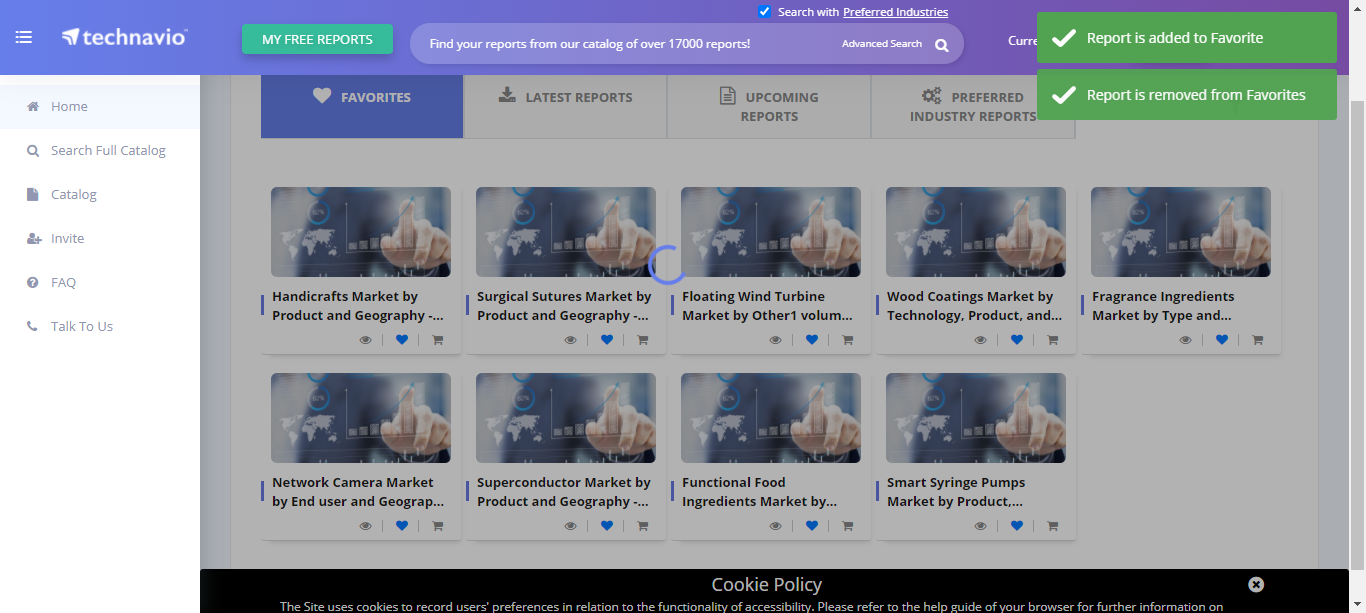 Search with Preferred Industries
technavio
MY FREE REPORTS
Find your reports from our catalog of over 17000 reports!
Advanced Search
Curre
Report is added to Favorite
Report is removed from Favorites
Home
Search Full Catalog
Catalog
Invite
FAQ
Talk To Us
FAVORITES
LATEST REPORTS
UPCOMING
REPORTS
PREFERRED
INDUSTRY REPORTS
Handicrafts Market by
Product and Geography -...
Surgical Sutures Market by
Product and Geography -...
Floating Wind Turbine
Market by Other1 volum...
Wood Coatings Market by
Technology, Product, and...
Fragrance Ingredients
Market by Type and...
Network Camera Market
by End user and Geograp...
Superconductor Market by
Product and Geography -...
Functional Food
Ingredients Market by...
Smart Syringe Pumps
Market by Product,...
Cookie Policy
The Site uses cookies to record users' preferences in relation to the functionality of accessibility. Please refer to the help guide of your browser for further information on